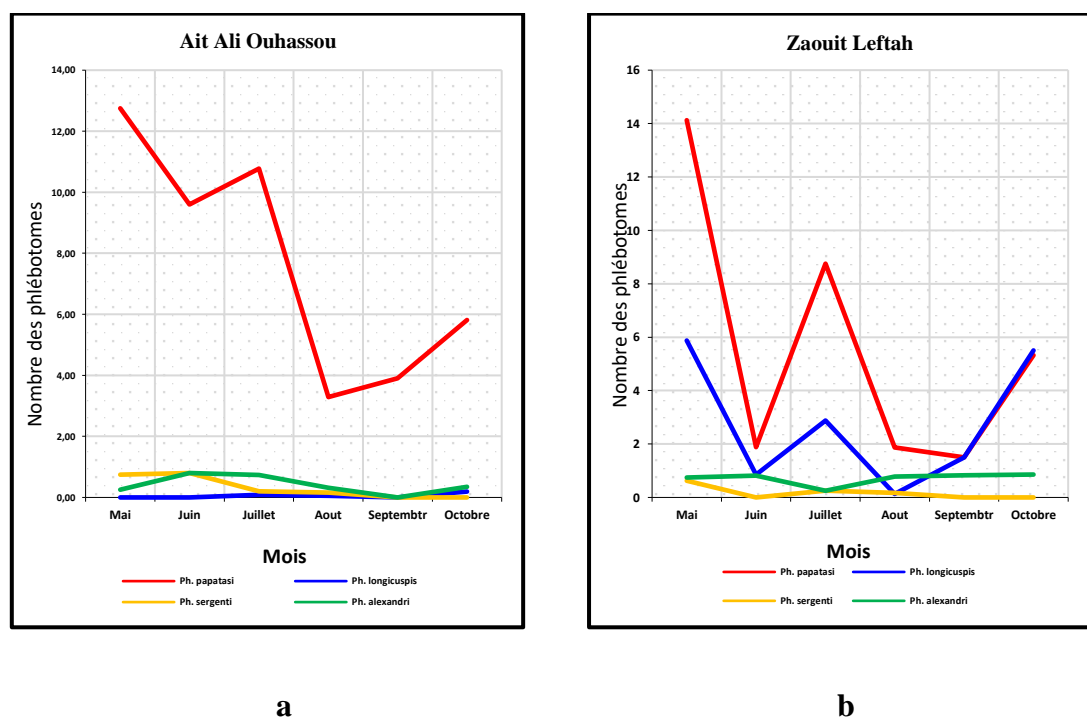 Ait Ali Ouhassou
14,00
12,00
10,00
8,00
6,00
4,00
2,00
0,00
Nombre des phlébotomes
Mai Juin Juillet Aout Septembtr Octobre
Mois
Ph. papatasi Ph. longicuspis
Ph. sergenti Ph. alexandri
a
Zaouit Leftah
16
14
12
10
8
6
4
2
0
Nombre des phlébotomes
Mai Juin Juillet Aout Septembtr Octobre
Mois
Ph. papatasi Ph. longicuspis
Ph. sergenti Ph. alexandri
b